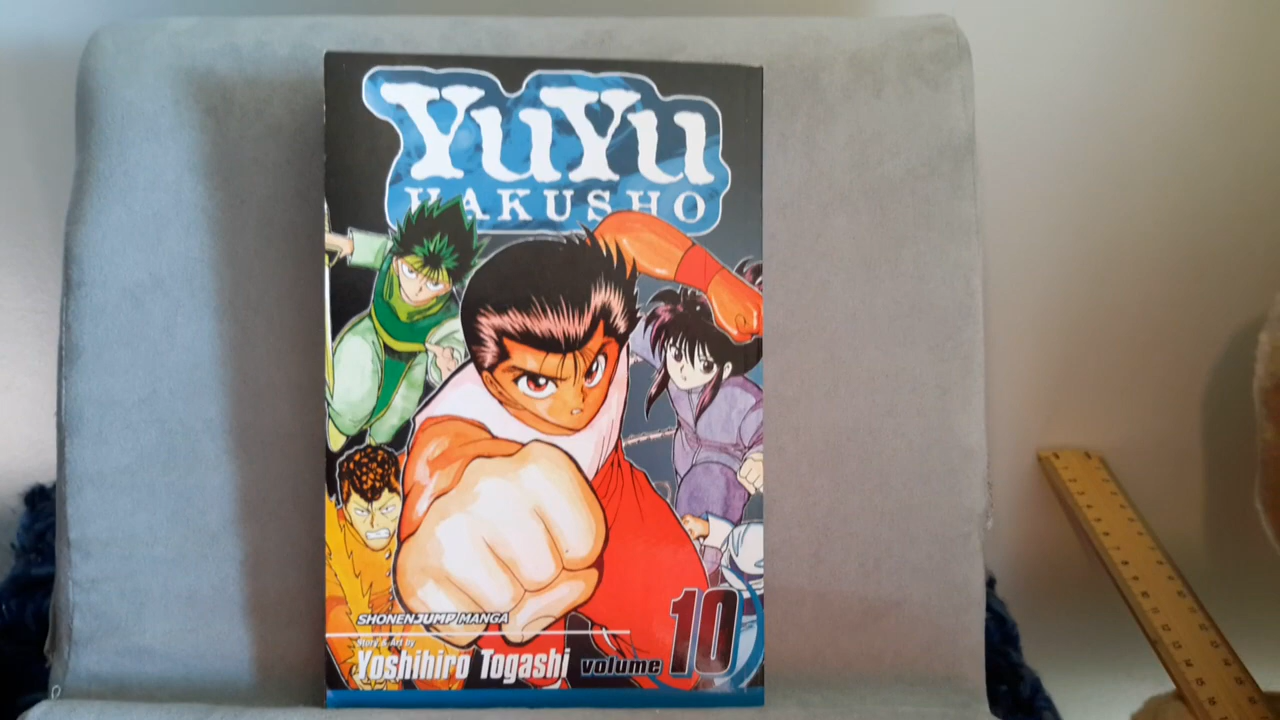 YuYu
HAKUSHO
SHONEN JUMP MANGA
Story & Art by
Yoshihiro Togashi
volume 10